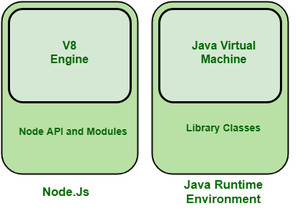 V8
Engine
Node API and Modules
Node.Js
Java Virtual
Machine
Library Classes
Java Runtime
Environment